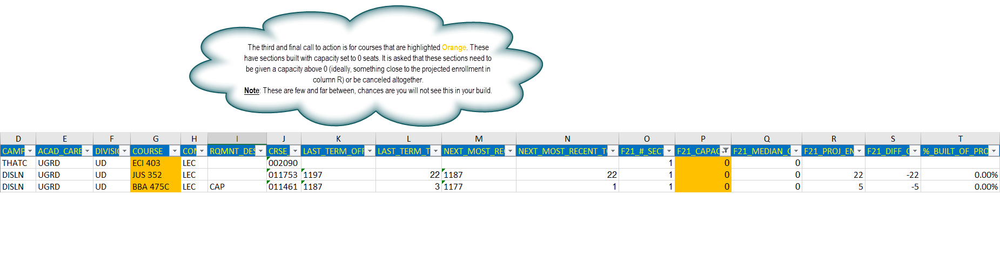 The third and final call to action is for courses that are highlighted Orange. These
have sections built with capacity set to 0 seats. It is asked that these sections need to
be given a capacity above 0 (ideally, something close to the projected enrollment in
column R) or be canceled altogether.
Note: These are few and far between, chances are you will not see this in your build.
D E F G H I J K L M N O P Q R S T
CAMP ACAD_CARE DIVISI COURSE COM RQMNT_DES CRSE_ LAST_TERM_OFF LAST_TERM_T NEXT_MOST_RE NEXT_MOST_RECENT_T F21_#_SECT F21_CAPAC F21_MEDIAN_C F21_PROJ_EN F21_DIFF_C %_BUILT_OF_PRO
THATC UGRD UD ECI 403 LEC 002090 1 0 0
DISLN UGRD UD JUS 352 LEC 011753 1197 22 1187 22 1 0 0 22 -22 0.00%
DISLN UGRD UD BBA 475C LEC CAP 011461 1187 3 1177 1 1 0 0 5 -5 0.00%